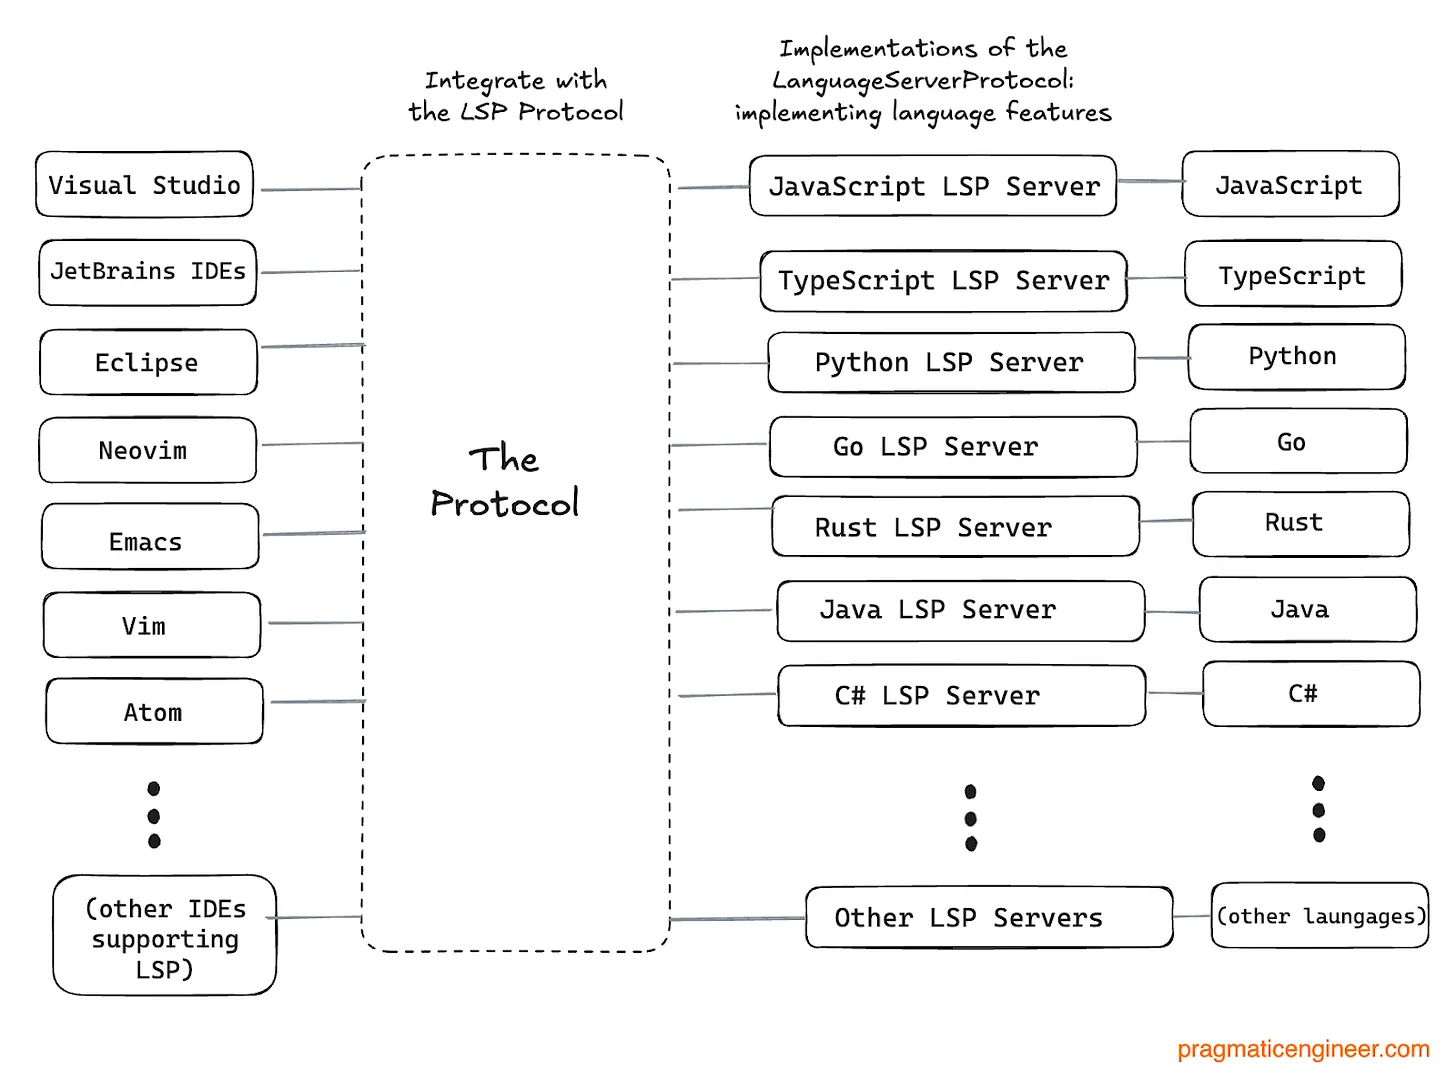 Integrate with
the LSP Protocol
Implementations of the
LanguageServerProtocol:
implementing language features
Visual Studio
JetBrains IDEs
Eclipse
Neovim
Emacs
Vim
Atom
(other IDEs
supporting
LSP)
The
Protocol
JavaScript LSP Server
TypeScript LSP Server
Python LSP Server
Go LSP Server
Rust LSP Server
Java LSP Server
C# LSP Server
Other LSP Servers
JavaScript
TypeScript
Python
Go
Rust
Java
C#
(other laungages)
pragmaticengineer.com